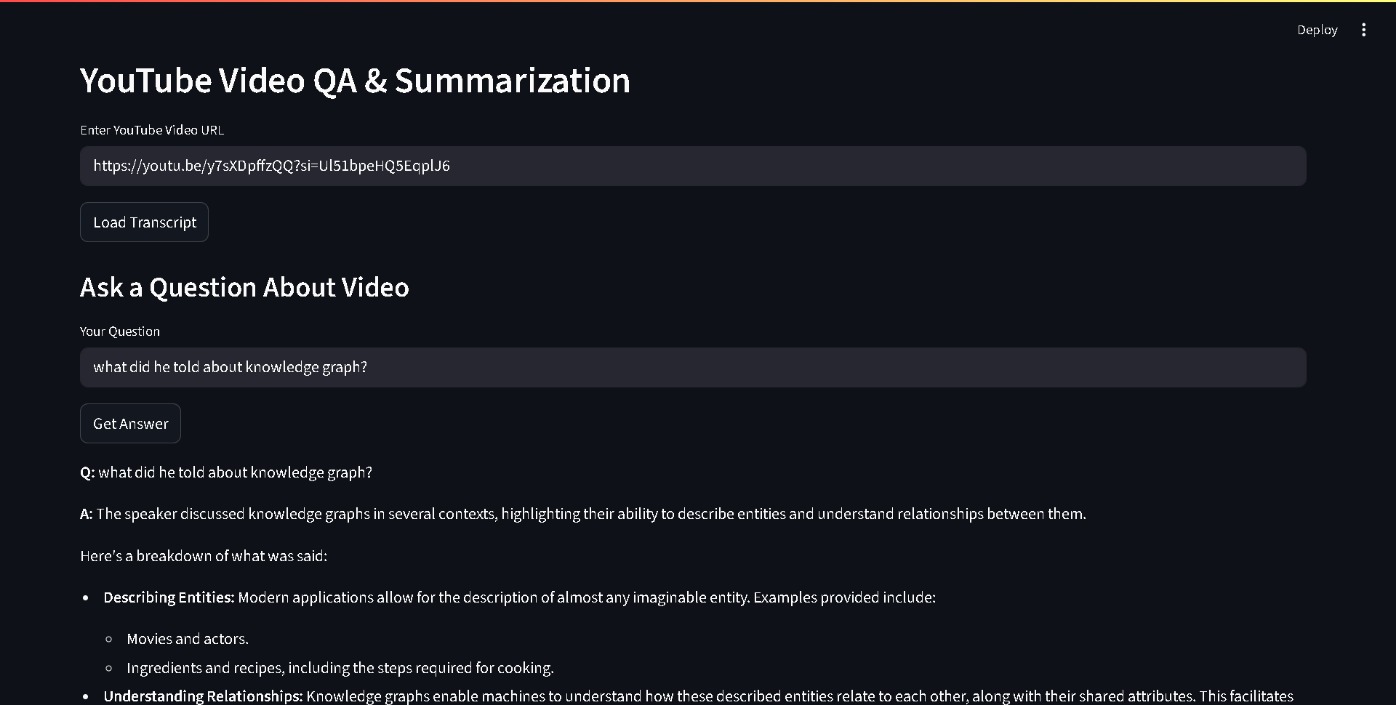 Deploy
YouTube Video QA & Summarization
Enter YouTube Video URL
https://youtu.be/y7sXDpffzQQ?si=Ul51bpeHQ5EqplJ6
Load Transcript
Ask a Question About Video
Your Question
what did he told about knowledge graph?
Get Answer
Q: what did he told about knowledge graph?
A: The speaker discussed knowledge graphs in several contexts, highlighting their ability to describe entities and understand relationships between them.
Here's a breakdown of what was said:
• Describing Entities: Modern applications allow for the description of almost any imaginable entity. Examples provided include:
◦ Movies and actors.
◦ Ingredients and recipes, including the steps required for cooking.
• Understanding Relationships: Knowledge graphs enable machines to understand how these described entities relate to each other, along with their shared attributes. This facilitates